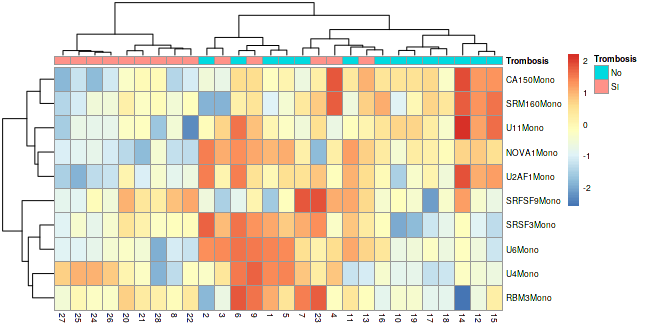 Trombosis
CA150Mono
SRM160Mono
U11Mono
NOVA1Mono
U2AF1Mono
SRFSF9Mono
SRSF3Mono
U6Mono
U4Mono
RBM3Mono
27 25 24 26 20 21 28 8 22 2 3 6 9 1 5 7 23 4 11 13 16 10 19 17 18 14 12 15
2
1
0
-1
-2
Trombosis
No
SI